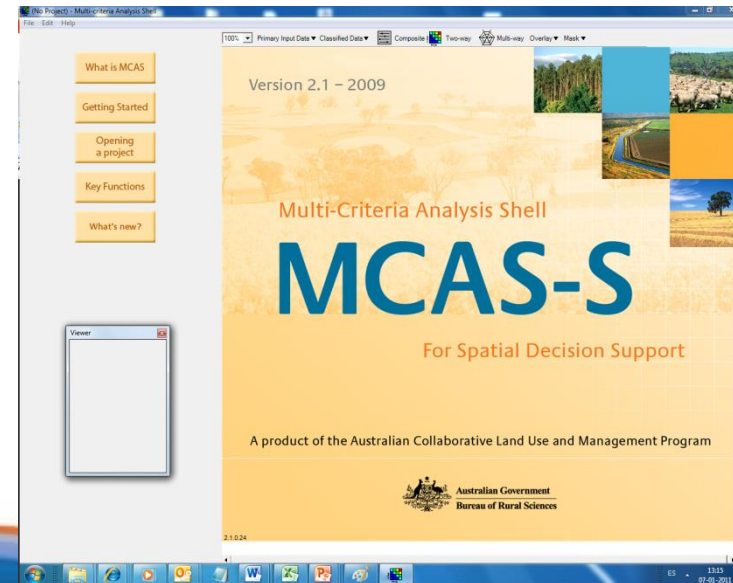 (No Project) - Multi-criteria Analysis Shell
File Edit Help
100% Primary Input Data Classified Data Composite Two-way Multi-way Overlay Mask
What is MCAS
Getting Started
Opening
a project
Key Functions
What's new?
Viewer
Version 2.1 – 2009
Multi-Criteria Analysis Shell
MCAS-S
For Spatial Decision Support
A product of the Australian Collaborative Land Use and Management Program
Australian Government
Bureau of Rural Sciences
2.1.0.24
ES 13:15
07-01-2011